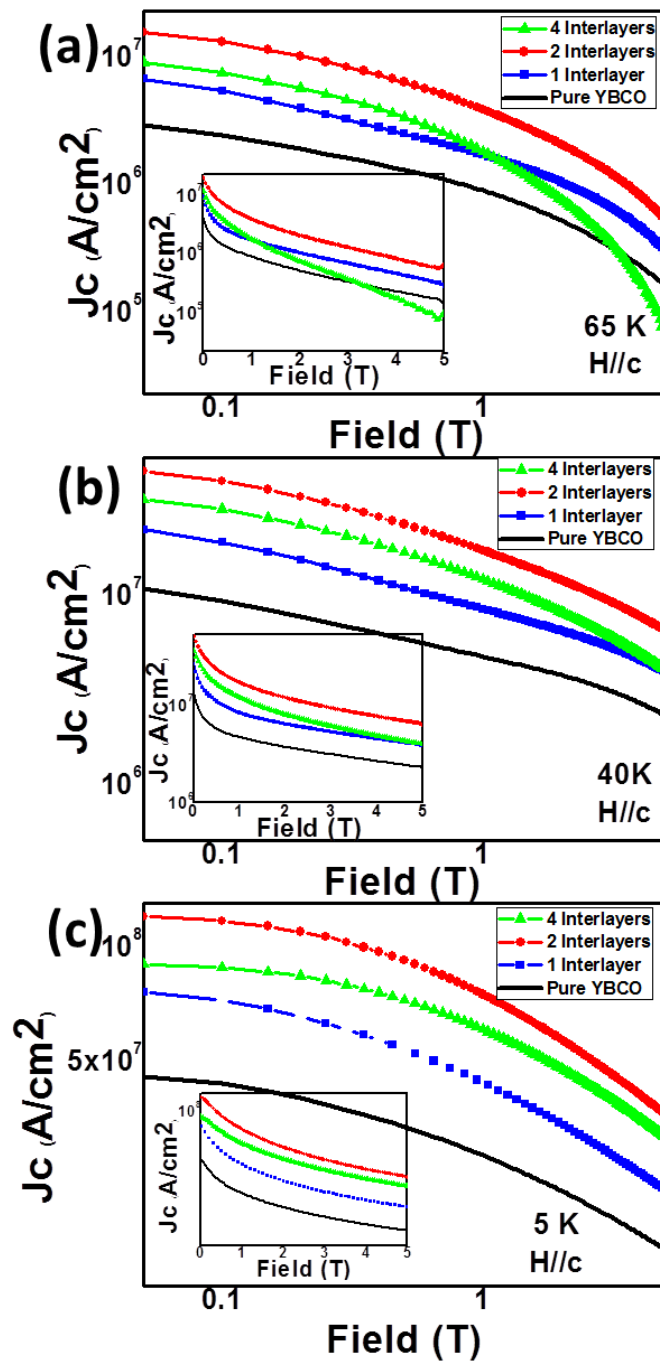 (a)
4 Interlayers
2 Interlayers
1 Interlayer
Pure YBCO
10^7
10^6
10^5
Jc (A/cm2)
10^7
10^6
10^5
Jc (A/cm2)
0 1 2 3 4 5
Field (T)
65 K
H//c
0.1 1
Field (T)
(b)
4 Interlayers
2 Interlayers
1 Interlayer
Pure YBCO
10^7
10^6
Jc (A/cm2)
10^7
10^6
Jc (A/cm2)
0 1 2 3 4 5
Field (T)
40K
H//c
0.1 1
Field (T)
(c)
4 Interlayers
2 Interlayers
1 Interlayer
Pure YBCO
10^8
5x10^7
Jc (A/cm2)
Jc (A/cm2)
0 1 2 3 4 5
Field (T)
5 K
H//c
0.1 1
Field (T)